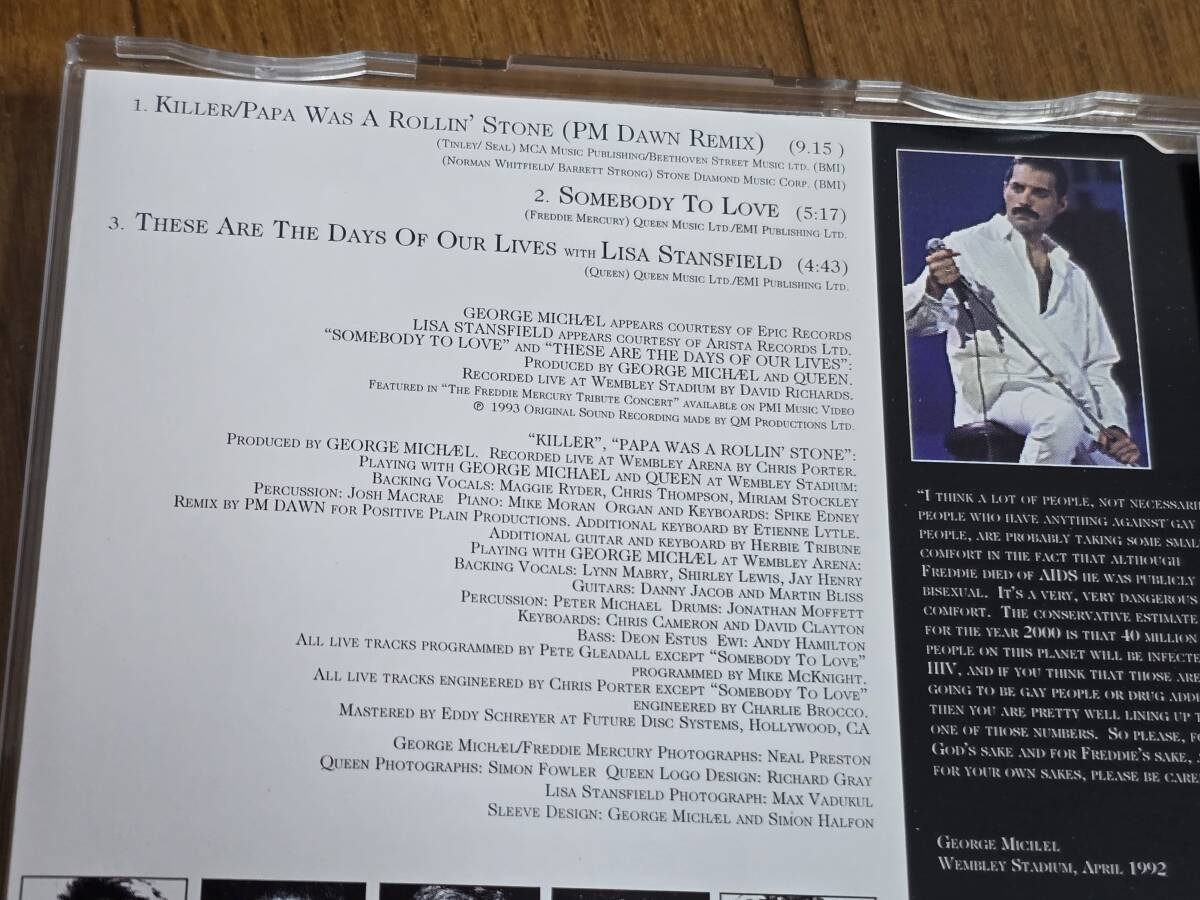 1. KILLER/PAPA WAS A ROLLIN' STONE (PM DAWN REMIX) (9.15 )
(TINLEY/ SEAL) MCA MUSIC PUBLISHING/BEETHOVEN STREET MUSIC LTD. (BMI)
(NORMAN WHITFIELD/ BARRETT STRONG) STONE DIAMOND MUSIC CORP. (BMI)
2. SOMEBODY TO LOVE (5:17)
(FREDDIE MERCURY) QUEEN MUSIC LTD./EMI PUBLISHING LTD.
3. THESE ARE THE DAYS OF OUR LIVES WITH LISA STANSFIELD (4:43)
(QUEEN) QUEEN MUSIC LTD./EMI PUBLISHING LTD.
GEORGE MICHÆL APPEARS COURTESY OF EPIC RECORDS
LISA STANSFIELD APPEARS COURTESY OF ARISTA RECORDS LTD.
“SOMEBODY TO LOVE” AND “THESE ARE THE DAYS OF OUR LIVES”:
PRODUCED BY GEORGE MICHÆL AND QUEEN.
RECORDED LIVE AT WEMBLEY STADIUM BY DAVID RICHARDS.
FEATURED IN “THE FREDDIE MERCURY TRIBUTE CONCERT” AVAILABLE ON PMI MUSIC VIDEO
℗ 1993 ORIGINAL SOUND RECORDING MADE BY QM PRODUCTIONS LTD.
“KILLER”, “PAPA WAS A ROLLIN' STONE”:
PRODUCED BY GEORGE MICHÆL. RECORDED LIVE AT WEMBLEY ARENA BY CHRIS PORTER.
PLAYING WITH GEORGE MICHAEL AND QUEEN AT WEMBLEY STADIUM:
BACKING VOCALS: MAGGIE RYDER, CHRIS THOMPSON, MIRIAM STOCKLEY
PERCUSSION: JOSH MACRAE PIANO: MIKE MORAN ORGAN AND KEYBOARDS: SPIKE EDNEY
REMIX BY PM DAWN FOR POSITIVE PLAIN PRODUCTIONS. ADDITIONAL KEYBOARD BY ETIENNE LYTLE.
ADDITIONAL GUITAR AND KEYBOARD BY HERBIE TRIBUNE
PLAYING WITH GEORGE MICHÆL AT WEMBLEY ARENA:
BACKING VOCALS: LYNN MABRY, SHIRLEY LEWIS, JAY HENRY
GUITARS: DANNY JACOB AND MARTIN BLISS
PERCUSSION: PETER MICHAEL DRUMS: JONATHAN MOFFETT
KEYBOARDS: CHRIS CAMERON AND DAVID CLAYTON
BASS: DEON ESTUS EWI: ANDY HAMILTON
ALL LIVE TRACKS PROGRAMMED BY PETE GLEADALL EXCEPT “SOMEBODY TO LOVE”
PROGRAMMED BY MIKE MCKNIGHT.
ALL LIVE TRACKS ENGINEERED BY CHRIS PORTER EXCEPT “SOMEBODY TO LOVE”
ENGINEERED BY CHARLIE BROCCO.
MASTERED BY EDDY SCHREYER AT FUTURE DISC SYSTEMS, HOLLYWOOD, CA
GEORGE MICHÆL/FREDDIE MERCURY PHOTOGRAPHS: NEAL PRESTON
QUEEN PHOTOGRAPHS: SIMON FOWLER QUEEN LOGO DESIGN: RICHARD GRAY
LISA STANSFIELD PHOTOGRAPH: MAX VADUKUL
SLEEVE DESIGN: GEORGE MICHÆL AND SIMON HALFON
“I THINK A LOT OF PEOPLE, NOT
PEOPLE WHO HAVE ANYTHING AGAINST GAY
PEOPLE, ARE PROBABLY TAKING SOME
COMFORT IN THE FACT THAT ALTHOUGH
FREDDIE DIED OF AIDS HE WAS PUBLICLY
BISEXUAL. IT'S A VERY, VERY DANGEROUS
COMFORT. THE CONSERVATIVE ESTIMATE
FOR THE YEAR 2000 IS THAT 40 MILLION
PEOPLE ON THIS PLANET WILL BE
HIV, AND IF YOU THINK THAT THOSE ARE
GOING TO BE GAY PEOPLE OR DRUG
THEN YOU ARE PRETTY WELL LINING UP
ONE OF THOSE NUMBERS. SO PLEASE,
GOD'S SAKE AND FOR FREDDIE'S SAKE,
FOR YOUR OWN SAKES, PLEASE BE
GEORGE MICHÆL
WEMBLEY STADIUM, APRIL 1992